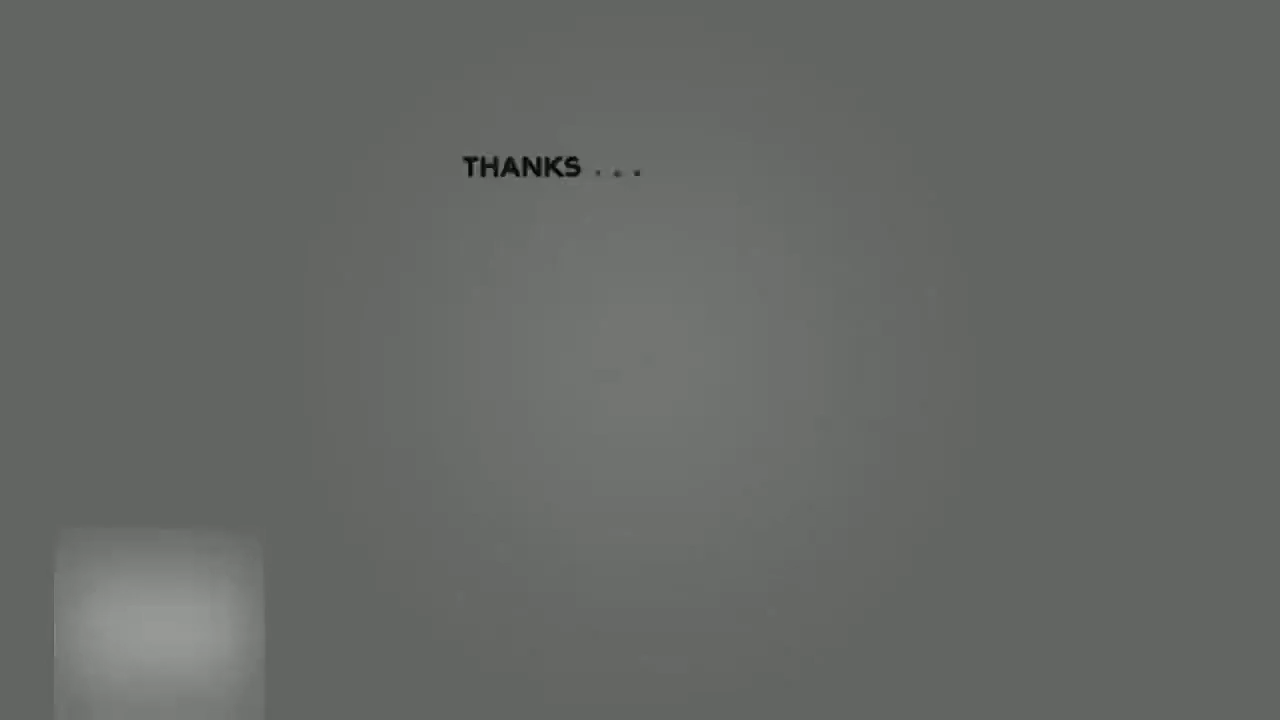 THANKS . . .